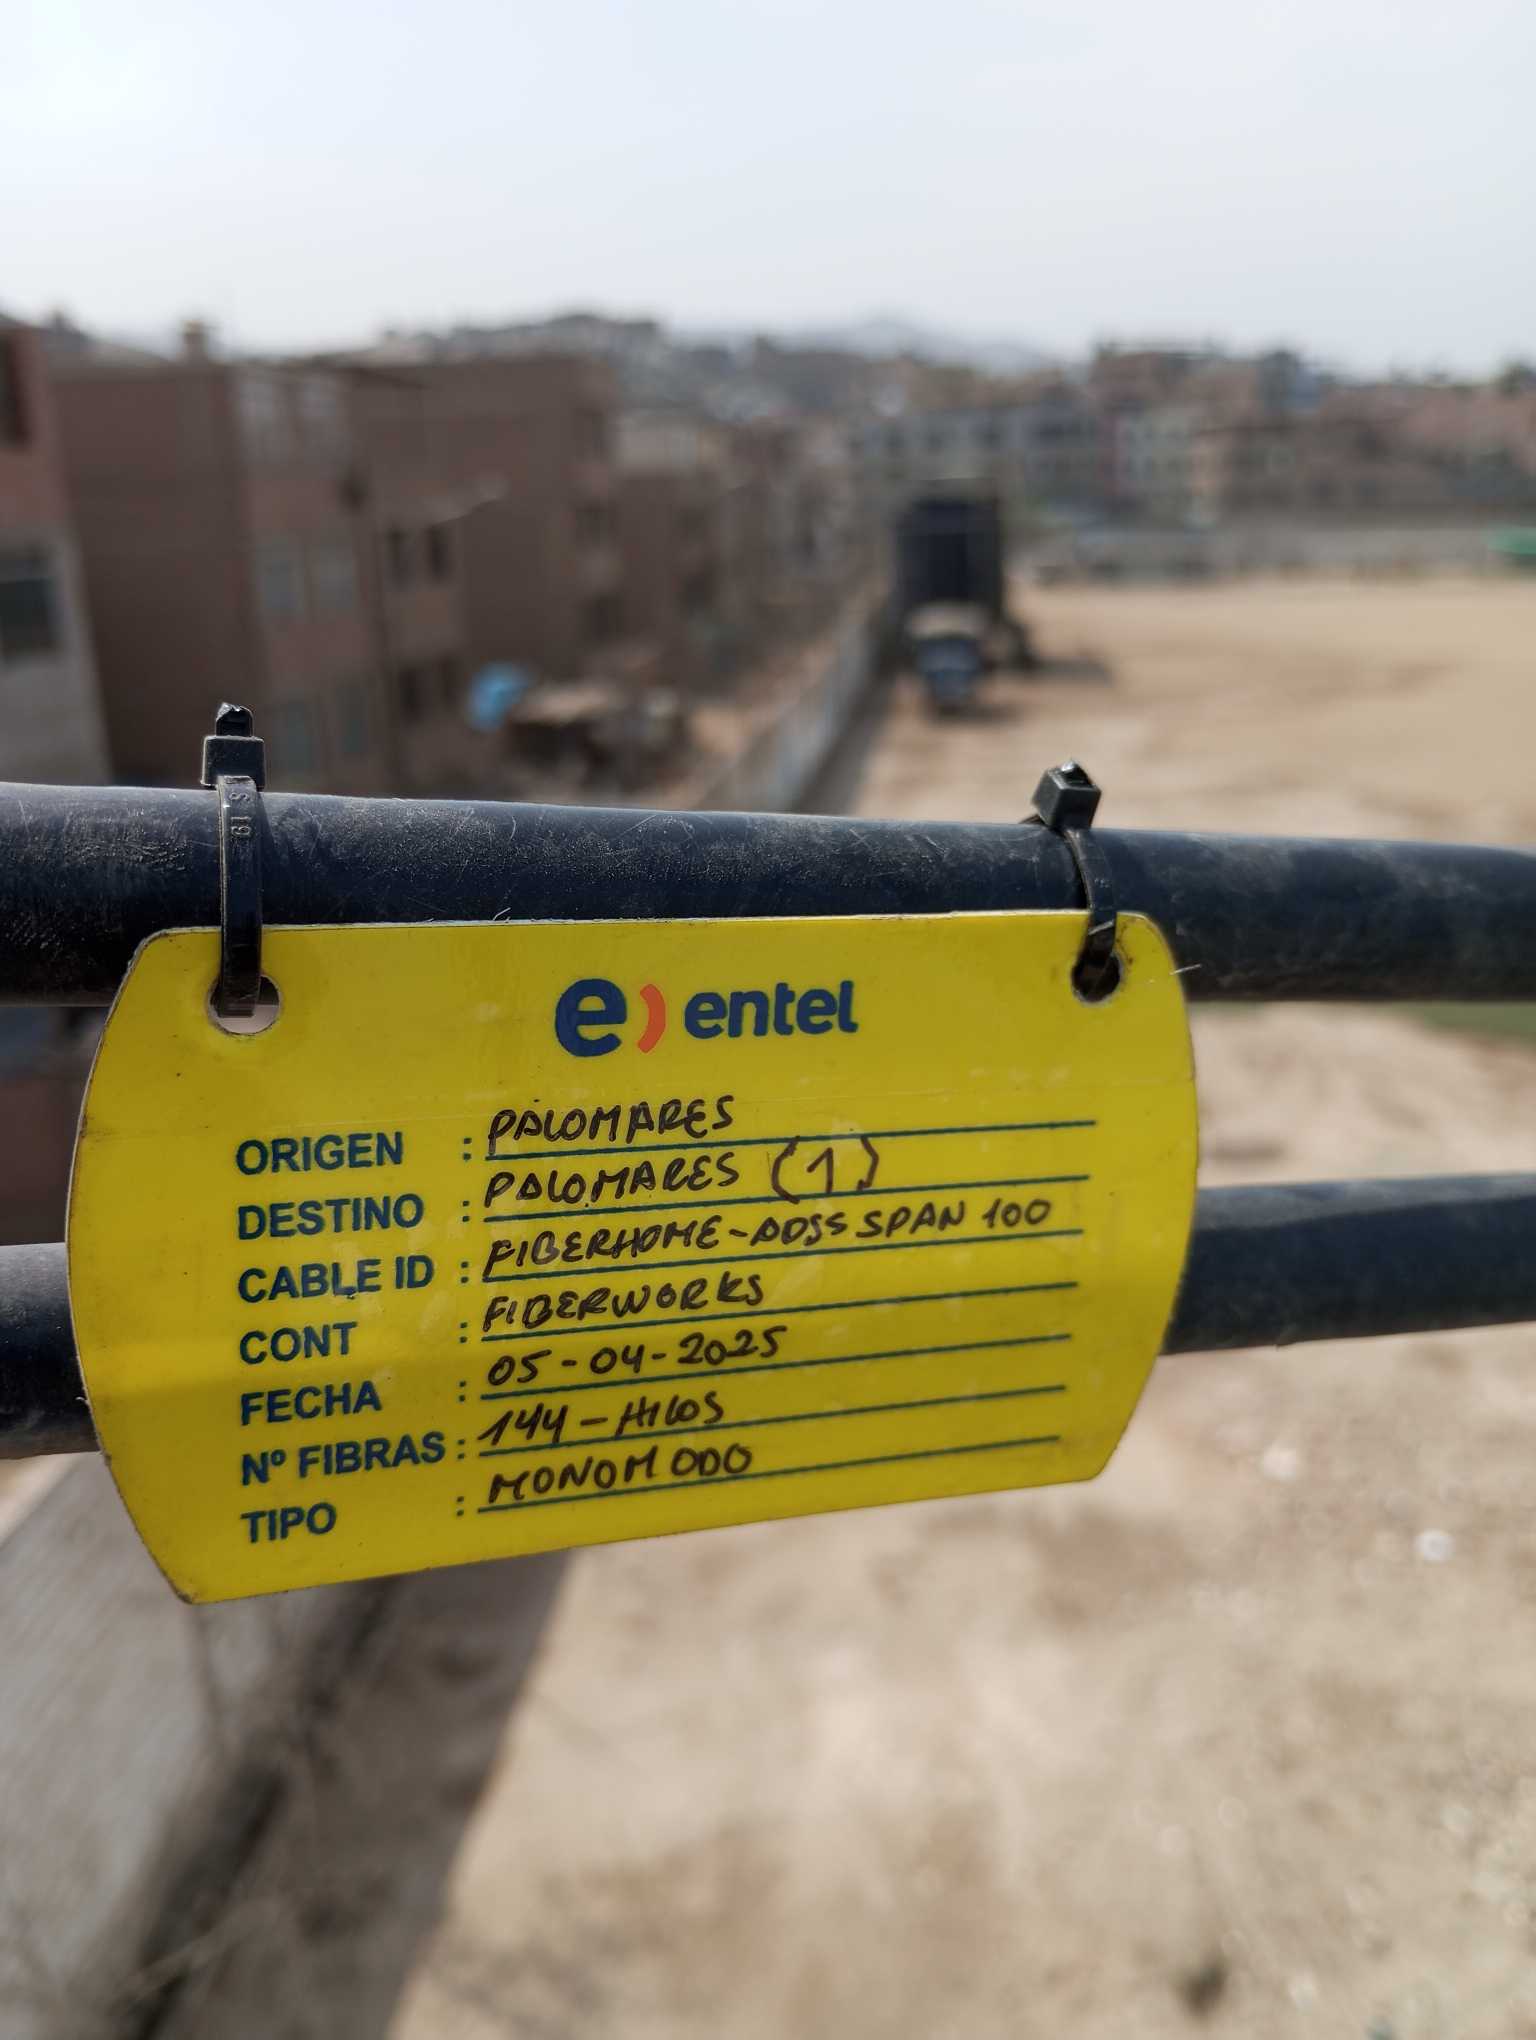 e) entel
ORIGEN : PALOMARES
DESTINO : PALOMARES (1)
CABLE ID : FIBERHOME-ADSS SPAN 100
CONT : FIBERWORKS
FECHA : 05-04-2025
Nº FIBRAS : 144-HILOS
TIPO : MONOMODO